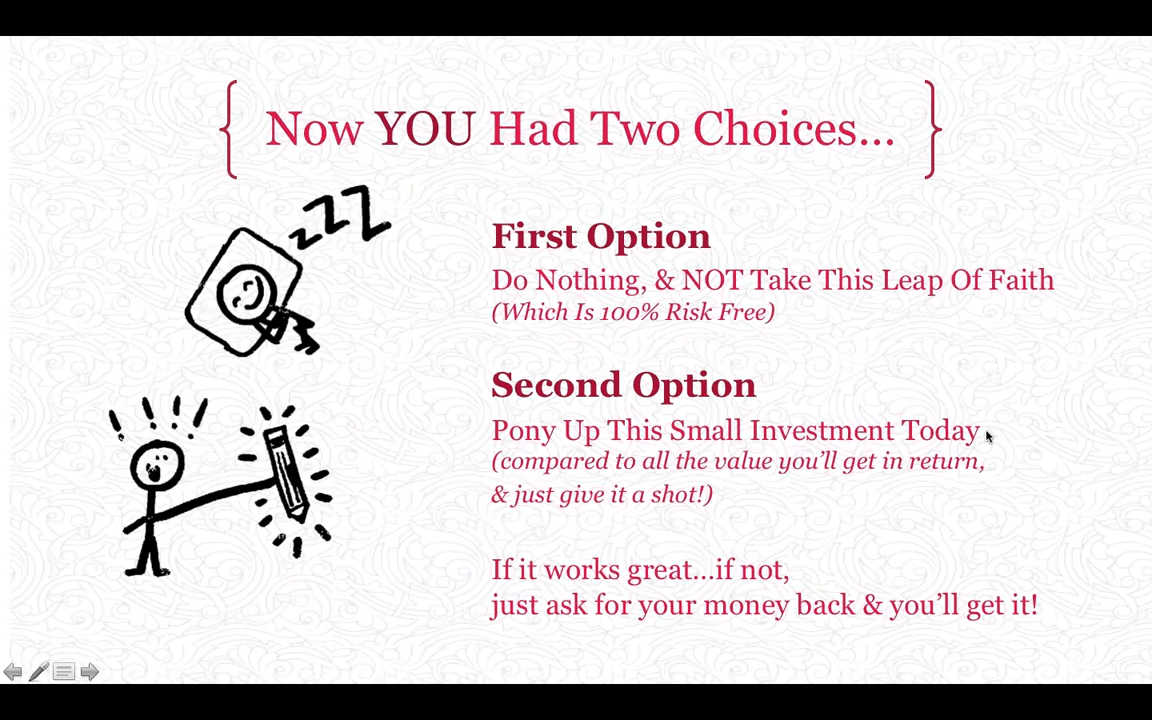 Now YOU Had Two Choices...
zzZ
First Option
Do Nothing, & NOT Take This Leap Of Faith
(Which Is 100% Risk Free)
! ! ! !
Second Option
Pony Up This Small Investment Today
(compared to all the value you'll get in return,
& just give it a shot!)
If it works great...if not,
just ask for your money back & you'll get it!